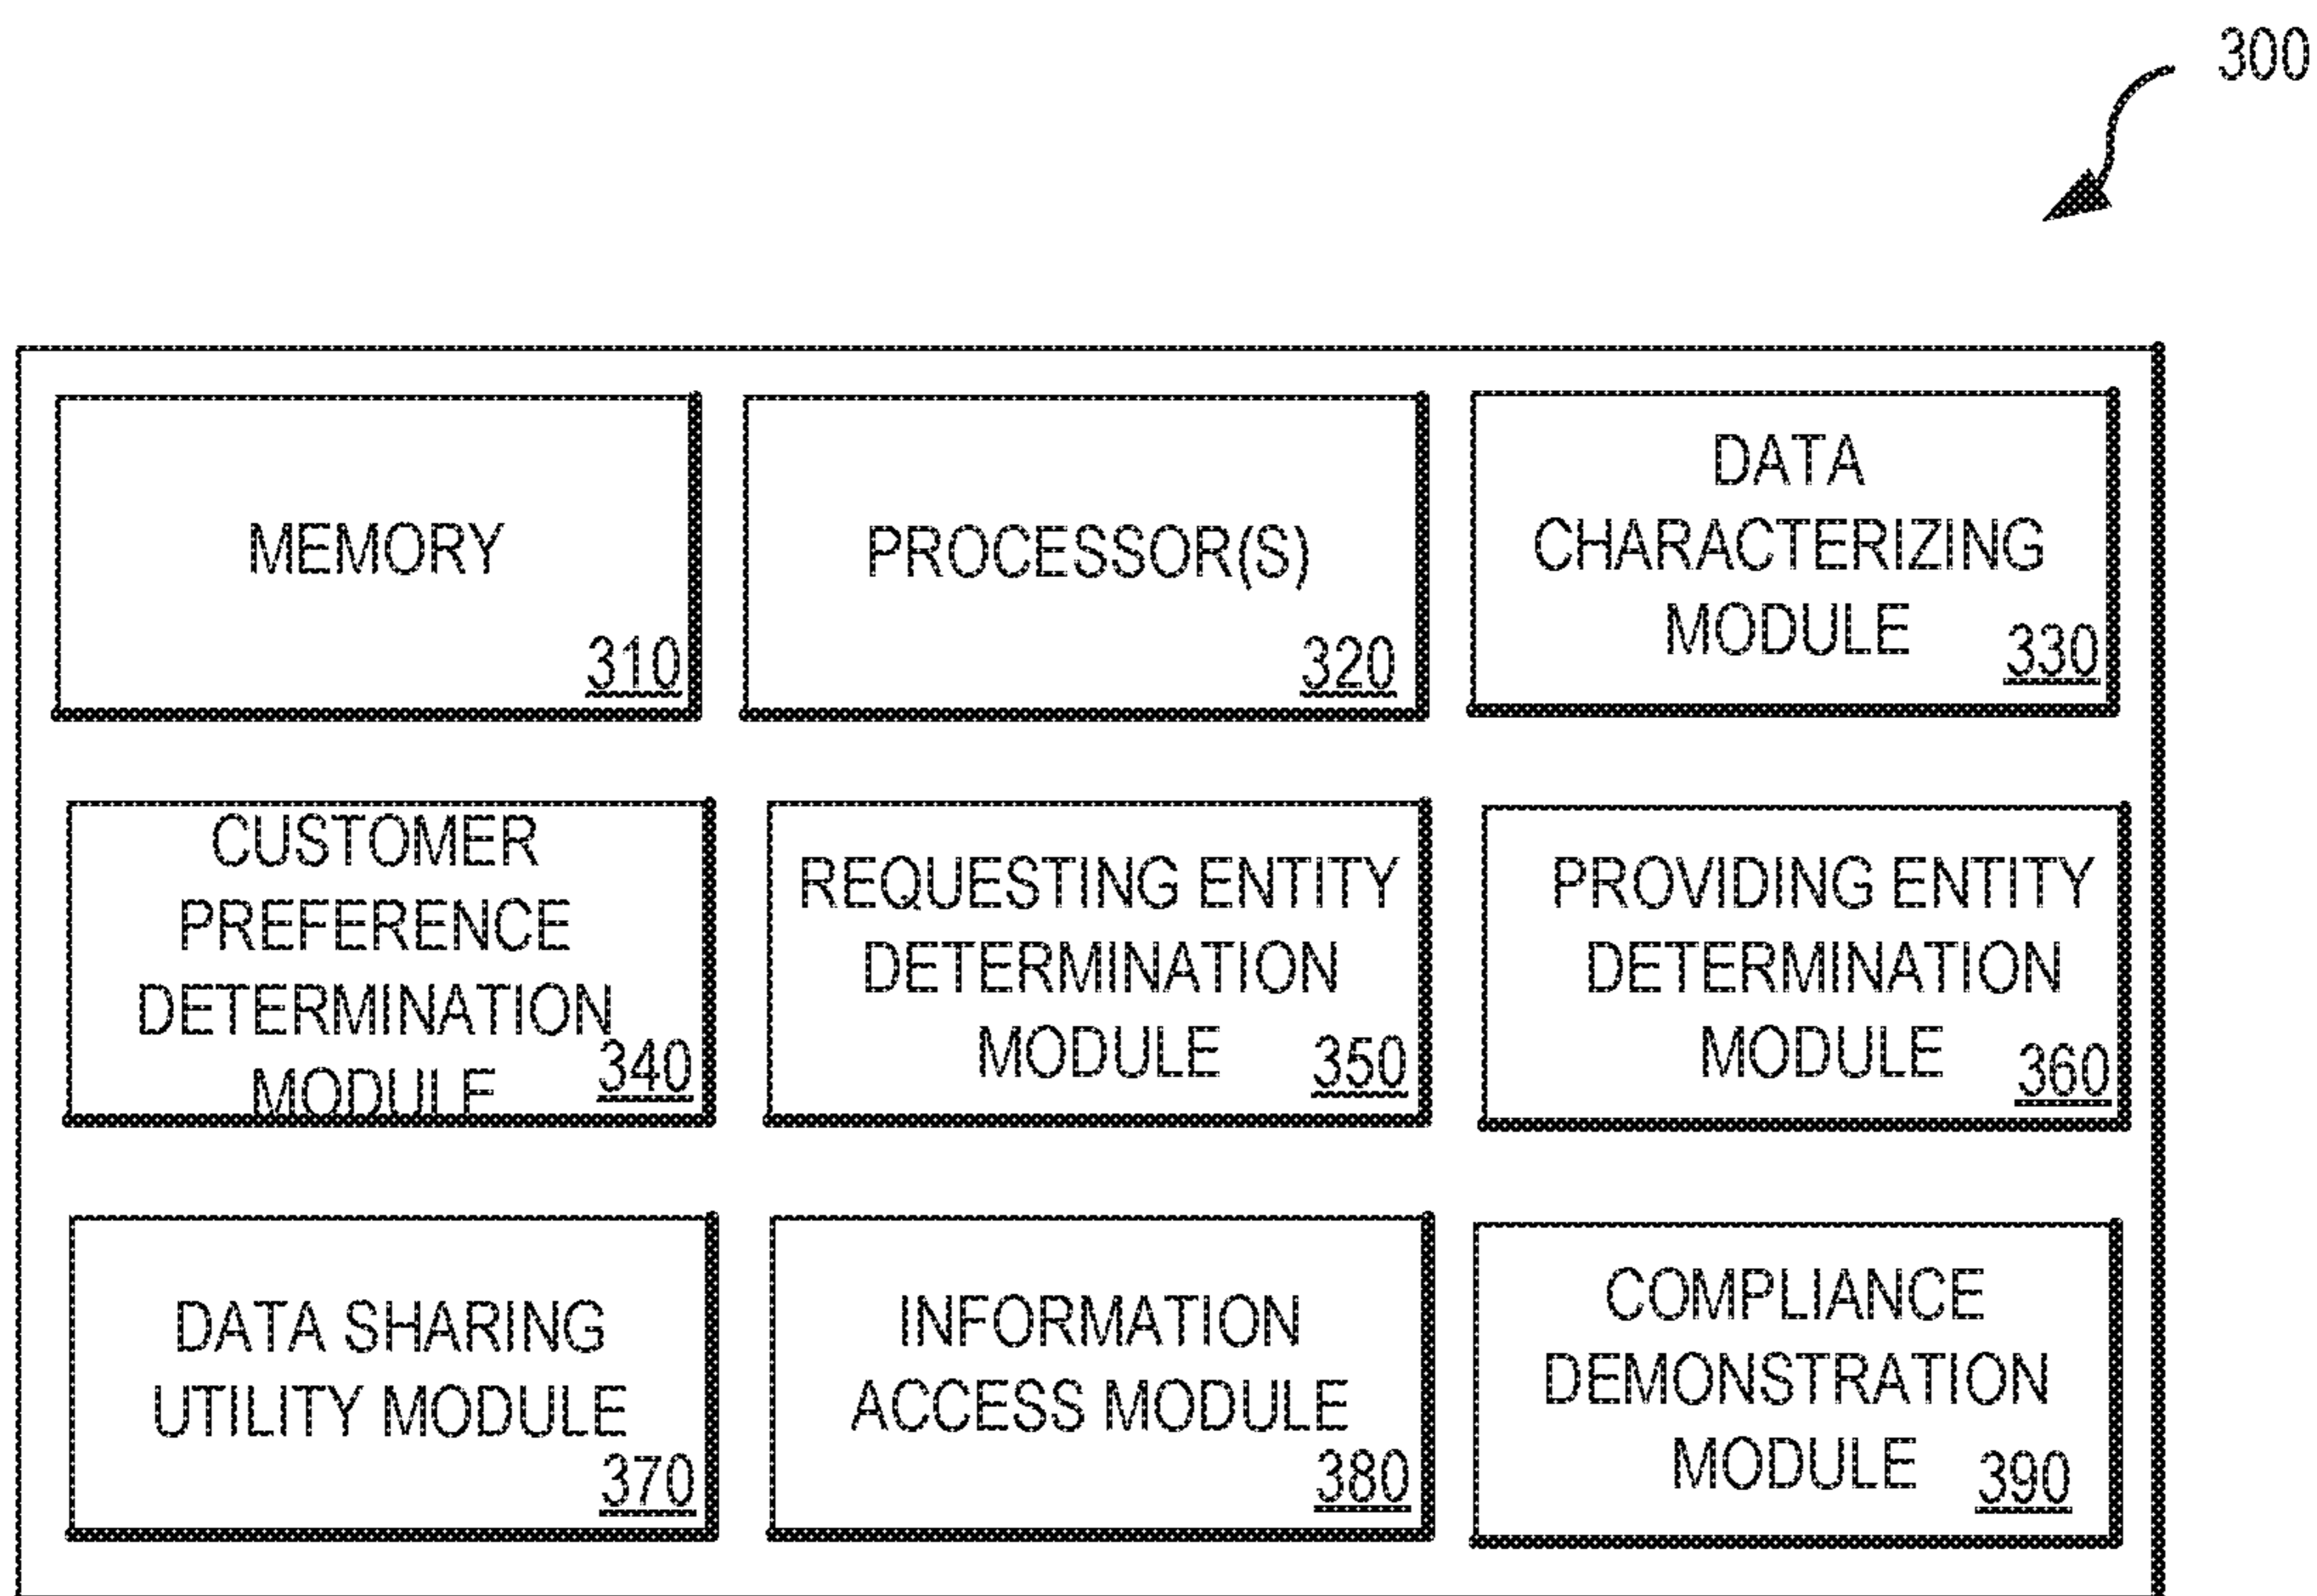 300
MEMORY
310
PROCESSOR(S)
320
DATA
CHARACTERIZING
MODULE
330
CUSTOMER
PREFERENCE
DETERMINATION
MODULE
340
REQUESTING ENTITY
DETERMINATION
MODULE
350
PROVIDING ENTITY
DETERMINATION
MODULE
360
DATA SHARING
UTILITY MODULE
370
INFORMATION
ACCESS MODULE
380
COMPLIANCE
DEMONSTRATION
MODULE
390